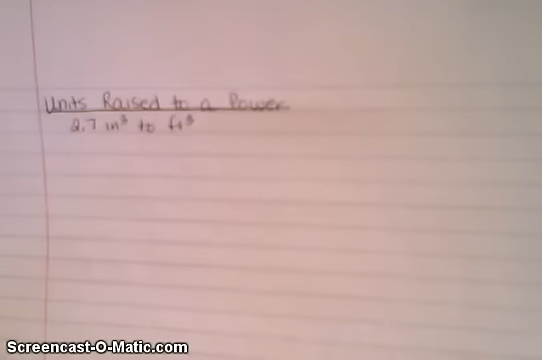 Units Raised to a Power
2.7 in³ to ft³
Screencast-O-Matic.com